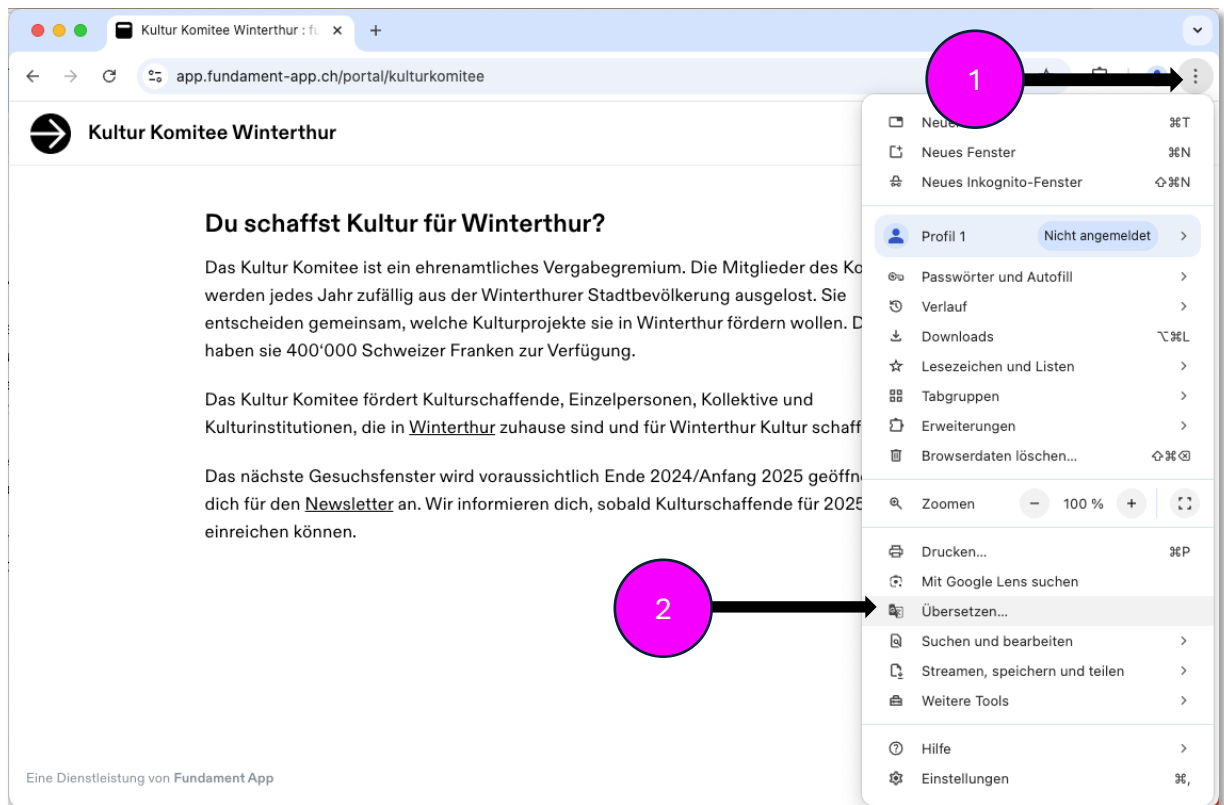 Kultur Komitee Winterthur : fu
app.fundament-app.ch/portal/kulturkomitee
1
Kultur Komitee Winterthur
Du schaffst Kultur für Winterthur?
Das Kultur Komitee ist ein ehrenamtliches Vergabegremium. Die Mitglieder des Ko
werden jedes Jahr zufällig aus der Winterthurer Stadtbevölkerung ausgelost. Sie
entscheiden gemeinsam, welche Kulturprojekte sie in Winterthur fördern wollen. D
haben sie 400‘000 Schweizer Franken zur Verfügung.
Das Kultur Komitee fördert Kulturschaffende, Einzelpersonen, Kollektive und
Kulturinstitutionen, die in Winterthur zuhause sind und für Winterthur Kultur schaff
Das nächste Gesuchsfenster wird voraussichtlich Ende 2024/Anfang 2025 geöffn
dich für den Newsletter an. Wir informieren dich, sobald Kulturschaffende für 2025
einreichen können.
2
Eine Dienstleistung von Fundament App
Neue ⌘T
Neues Fenster ⌘N
Neues Inkognito-Fenster ⇧⌘N
Profil 1 Nicht angemeldet
Passwörter und Autofill
Verlauf
Downloads ⌥⌘L
Lesezeichen und Listen
Tabgruppen
Erweiterungen
Browserdaten löschen... ⇧⌘⌫
Zoomen − 100 % +
Drucken... ⌘P
Mit Google Lens suchen
Übersetzen...
Suchen und bearbeiten
Streamen, speichern und teilen
Weitere Tools
Hilfe
Einstellungen ⌘,